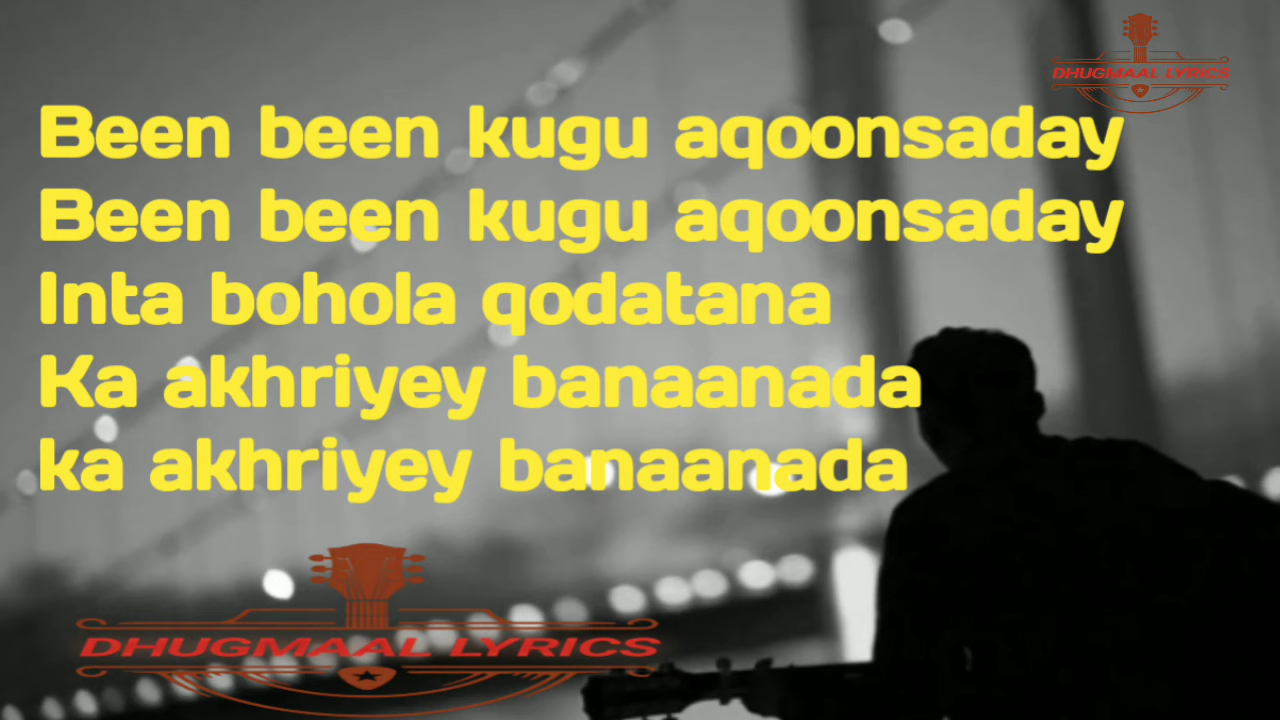 DHUGMAAL LYRICS
Been been kugu aqoonsaday
Been been kugu aqoonsaday
Inta bohola qodatana
Ka akhriyey banaanada
ka akhriyey banaanada
DHUGMAAL LYRICS